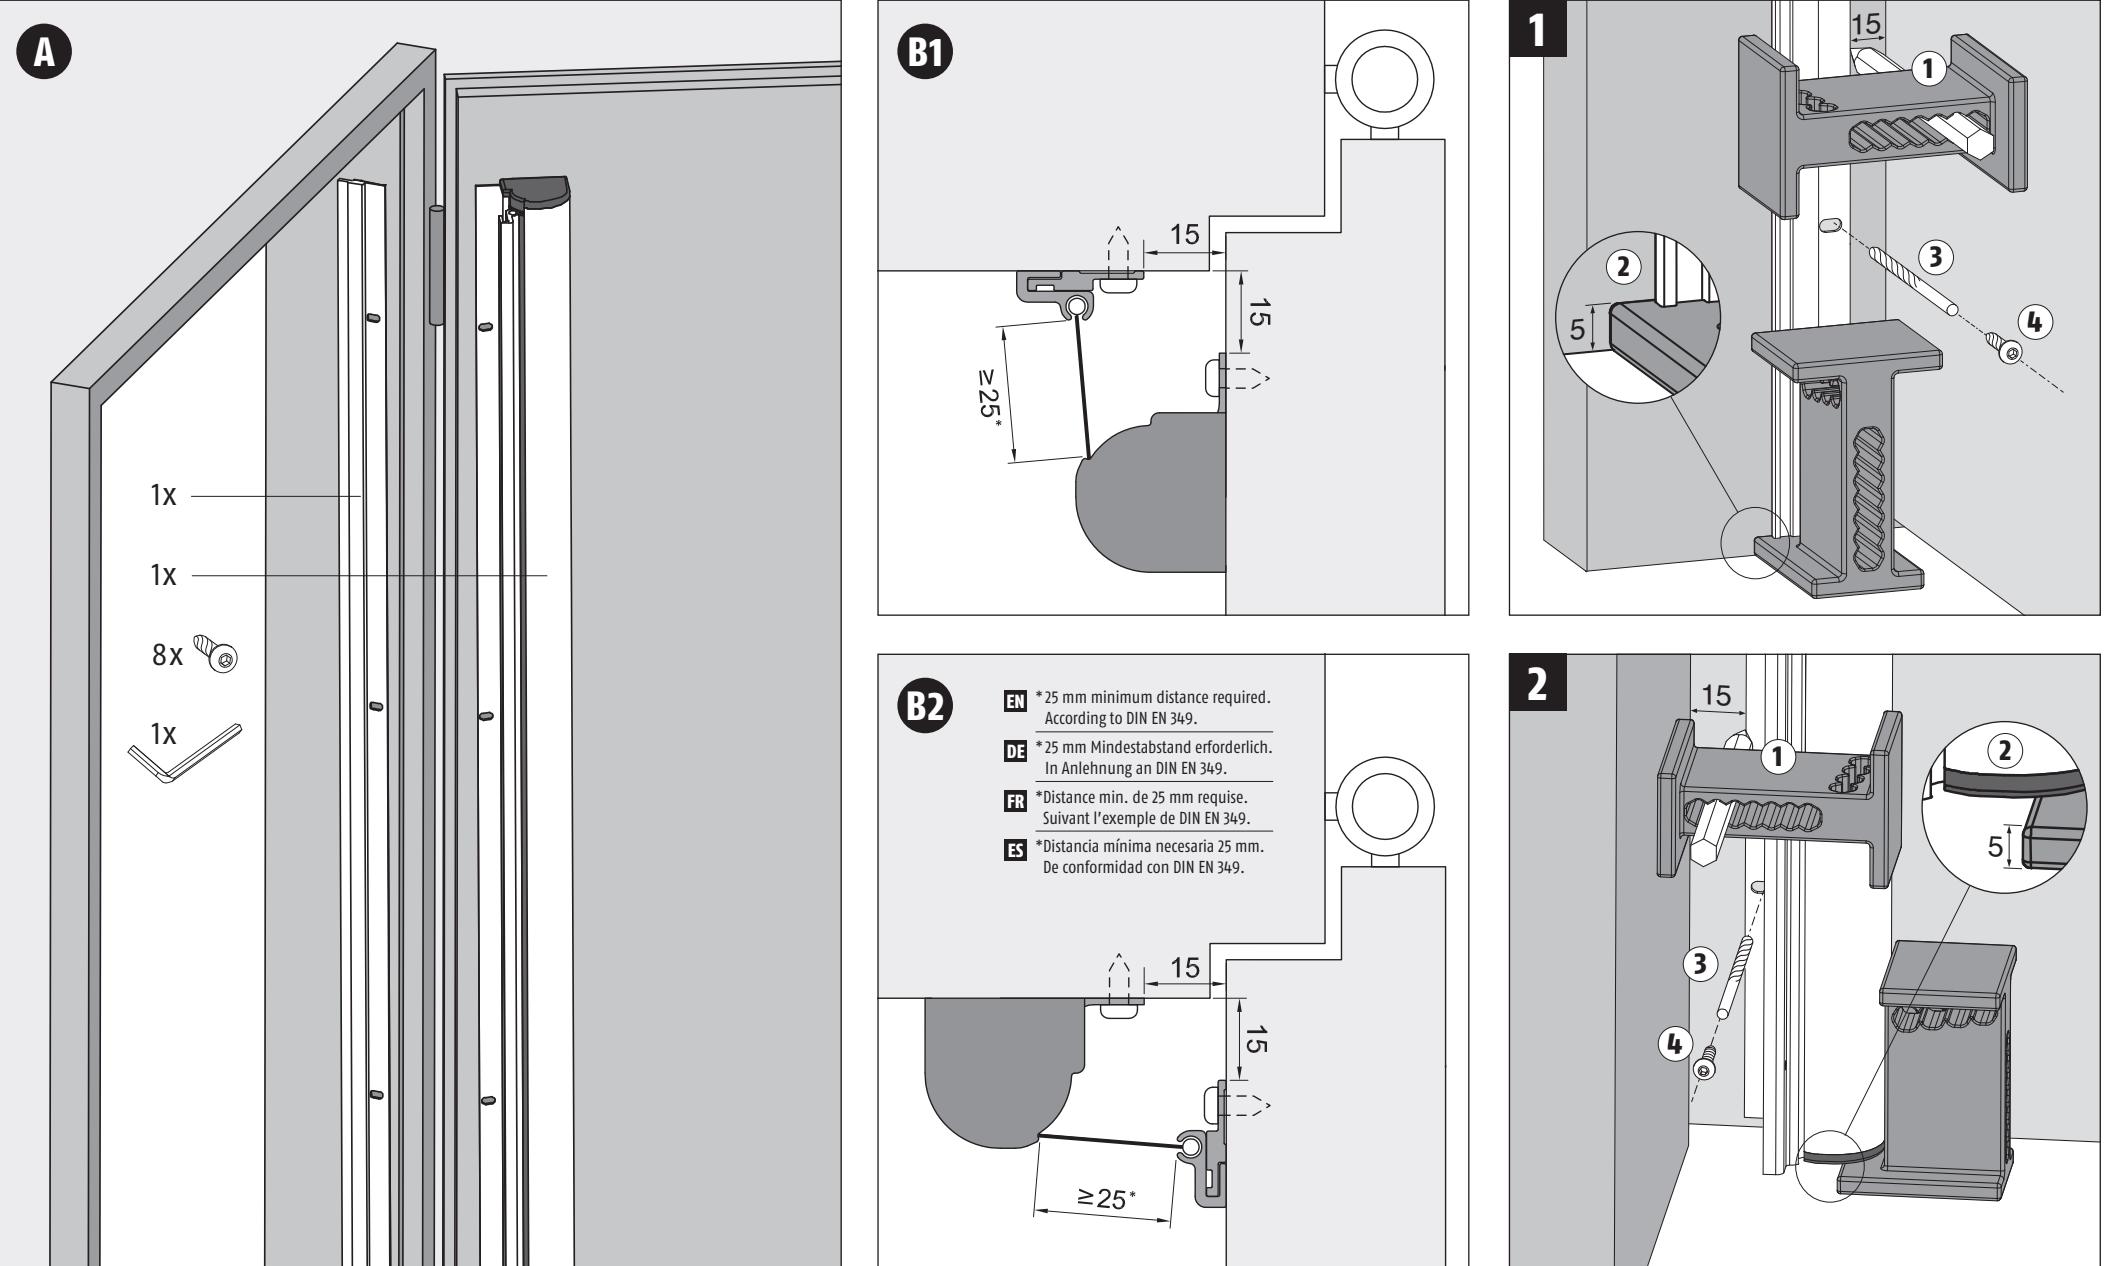 A
1x
1x
8x
1x
B1
15
15
≥25*
B2
EN *25 mm minimum distance required.
According to DIN EN 349.
DE *25 mm Mindestabstand erforderlich.
In Anlehnung an DIN EN 349.
FR *Distance min. de 25 mm requise.
Suivant l'exemple de DIN EN 349.
ES *Distancia mínima necesaria 25 mm.
De conformidad con DIN EN 349.
15
15
≥25*
1
15
1
2
3
5
4
2
15
1
2
5
3
4